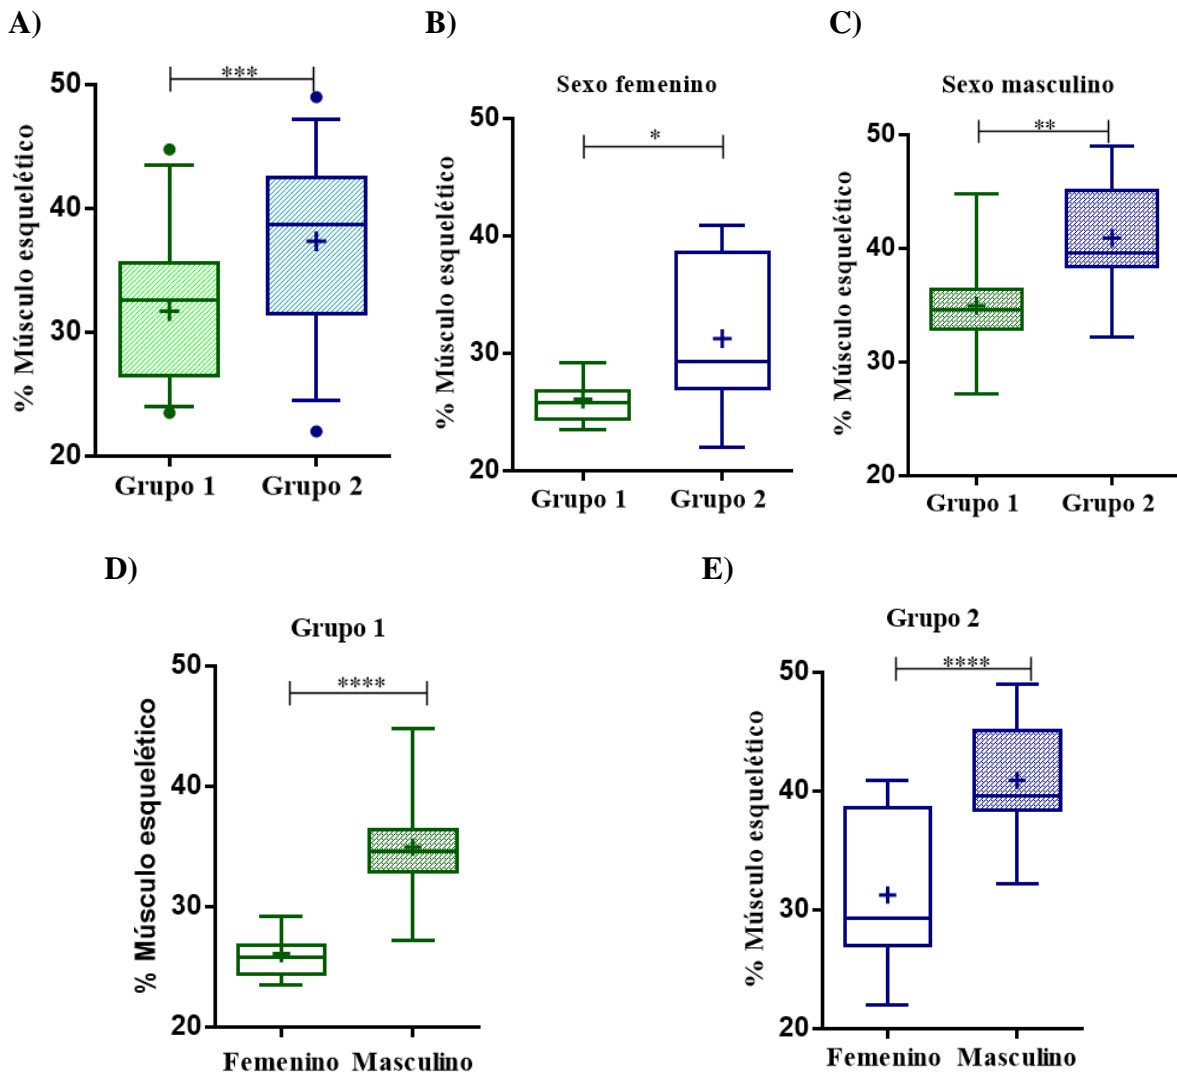 A)
% Músculo esquelético
50
40
30
20
***
Grupo 1 Grupo 2
B)
Sexo femenino
% Músculo esquelético
50
40
30
20
*
Grupo 1 Grupo 2
C)
Sexo masculino
% Músculo esquelético
50
40
30
20
**
Grupo 1 Grupo 2
D)
Grupo 1
% Músculo esquelético
50
40
30
20
****
Femenino Masculino
E)
Grupo 2
% Músculo esquelético
50
40
30
20
****
Femenino Masculino